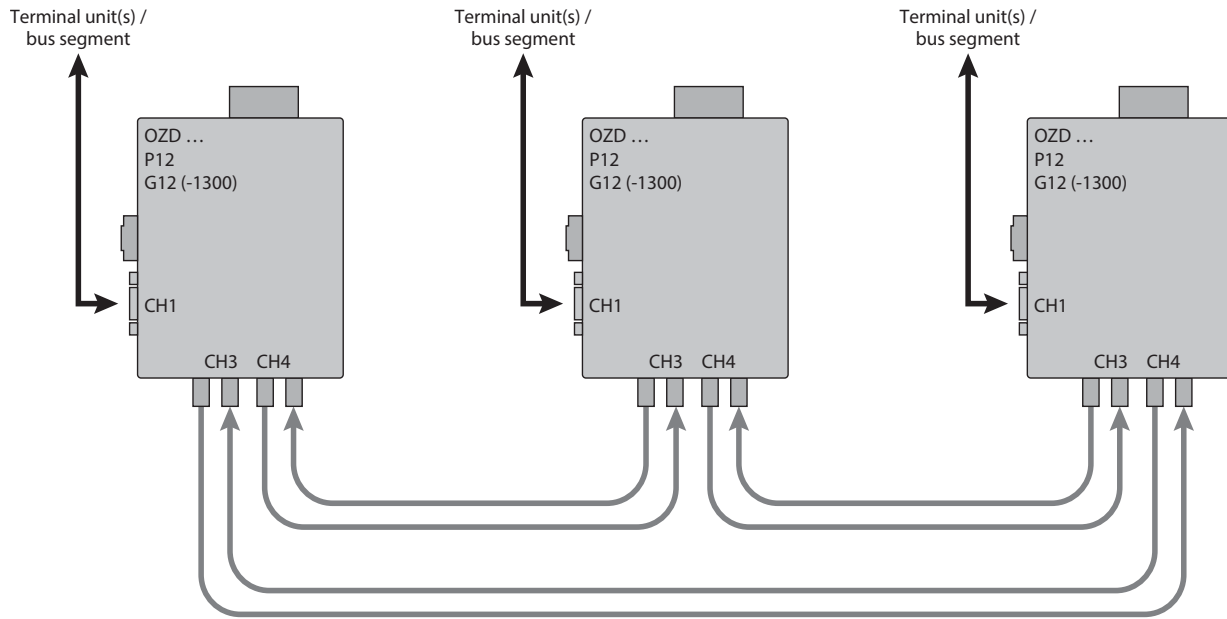 Terminal unit(s) /
bus segment
Terminal unit(s) /
bus segment
Terminal unit(s) /
bus segment
OZD …
P12
G12 (-1300)
CH1
CH3 CH4
OZD …
P12
G12 (-1300)
CH1
CH3 CH4
OZD …
P12
G12 (-1300)
CH1
CH3 CH4